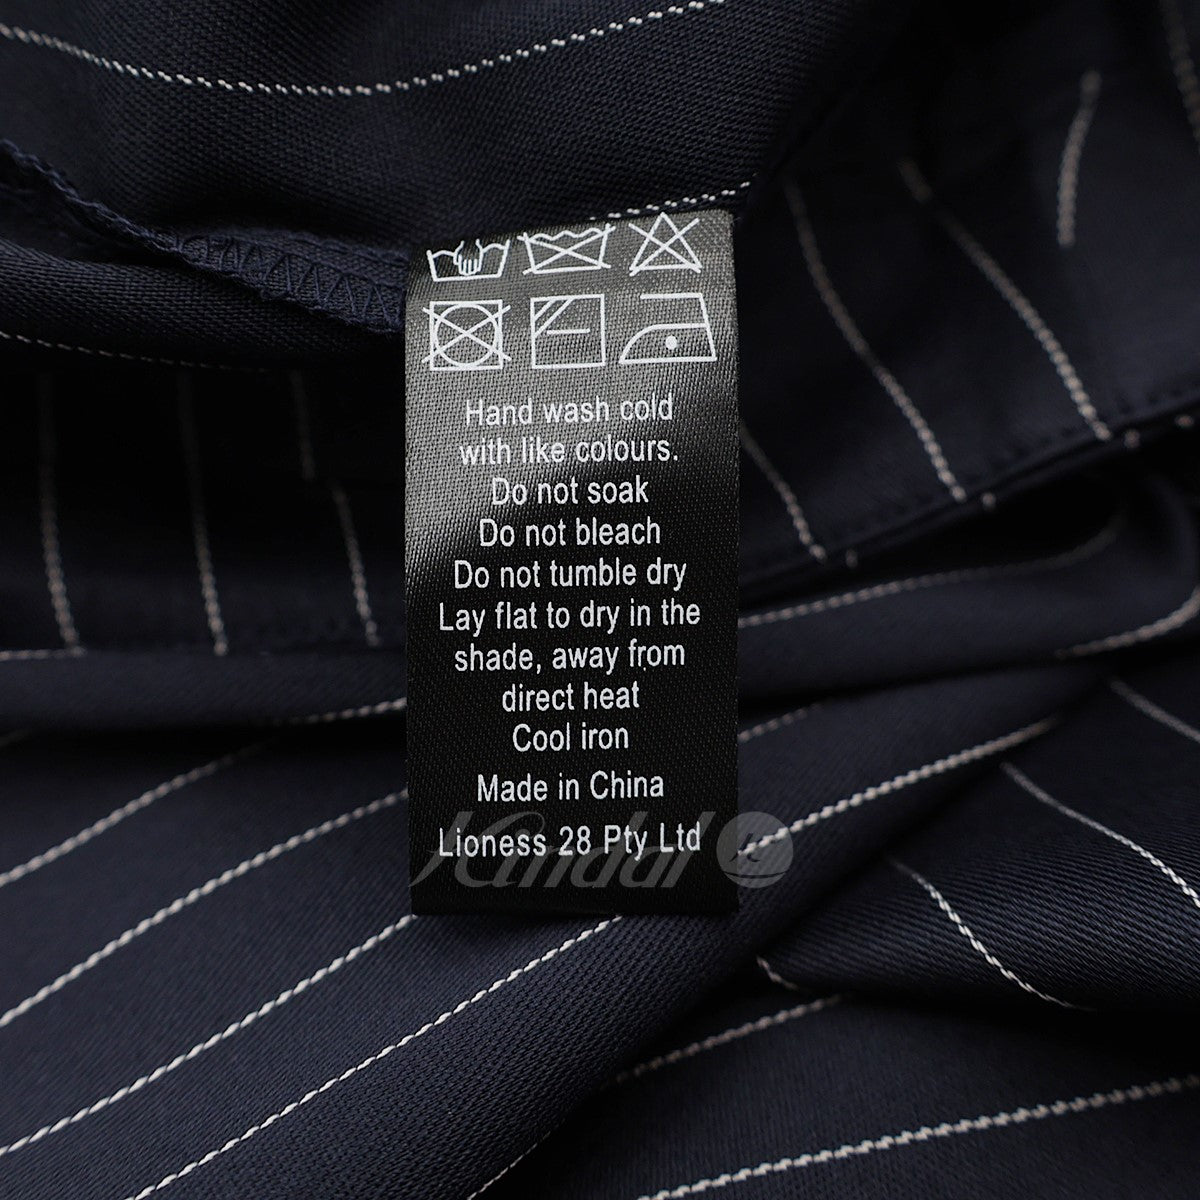 Hand wash cold
with like colours.
Do not soak
Do not bleach
Do not tumble dry
Lay flat to dry in the
shade, away from
direct heat
Cool iron
Made in China
Lioness 28 Pty Ltd
Kindal K